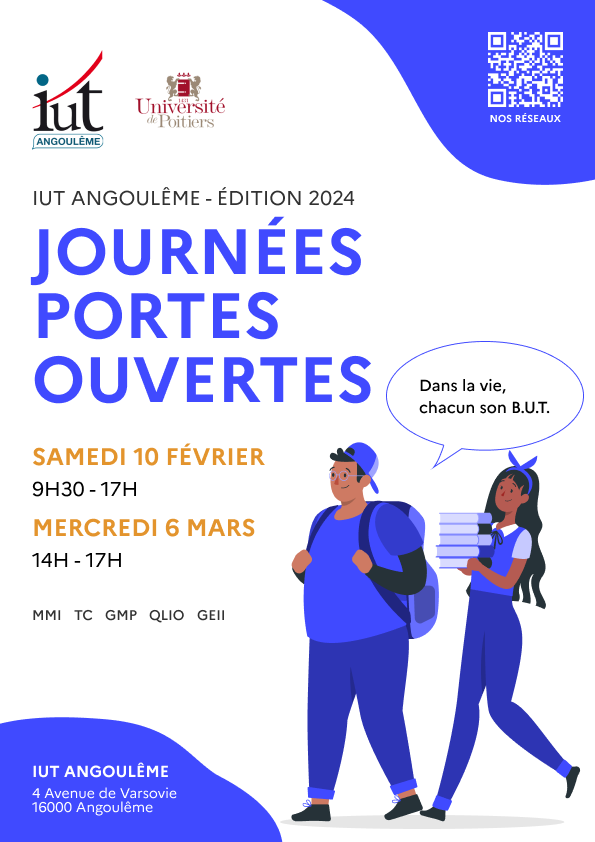 iut
ANGOULÊME
Université
de Poitiers
NOS RÉSEAUX
IUT ANGOULÊME - ÉDITION 2024
JOURNÉES
PORTES
OUVERTES
Dans la vie,
chacun son B.U.T.
SAMEDI 10 FÉVRIER
9H30 - 17H
MERCREDI 6 MARS
14H - 17H
MMI TC GMP QLIO GEII
IUT ANGOULÊME
4 Avenue de Varsovie
16000 Angoulême